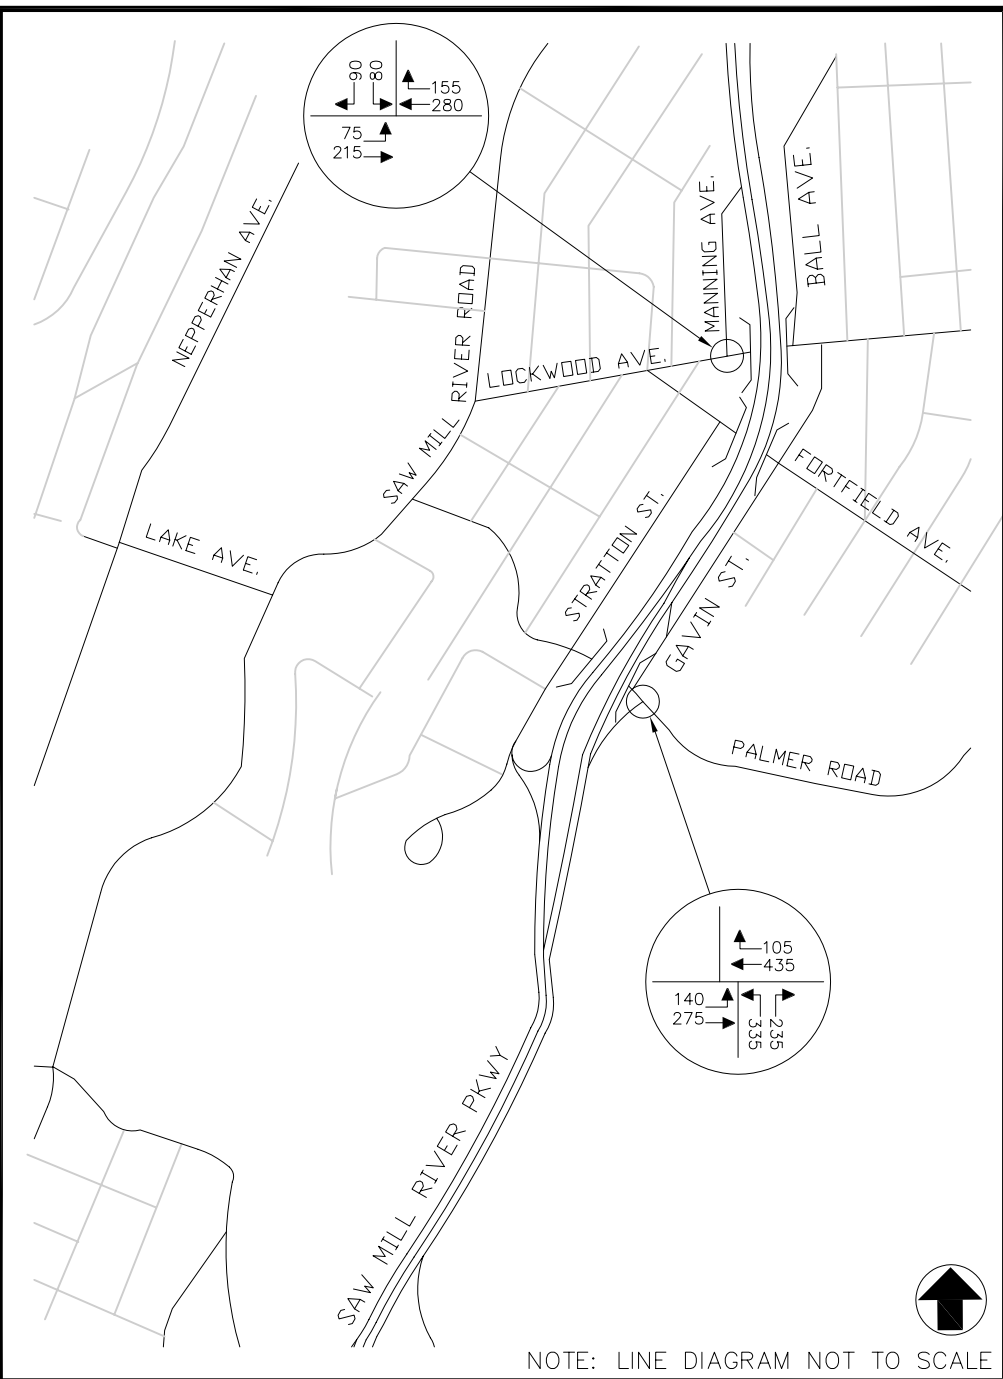 90
80
155
280
75
215
NEPPERHAN AVE.
SAW MILL RIVER ROAD
MANNING AVE.
BALL AVE.
LOCKWOOD AVE.
LAKE AVE.
STRATTON ST.
FORTFIELD AVE.
GAVIN ST.
PALMER ROAD
105
435
140
275
335
235
SAW MILL RIVER PKWY
NOTE: LINE DIAGRAM NOT TO SCALE